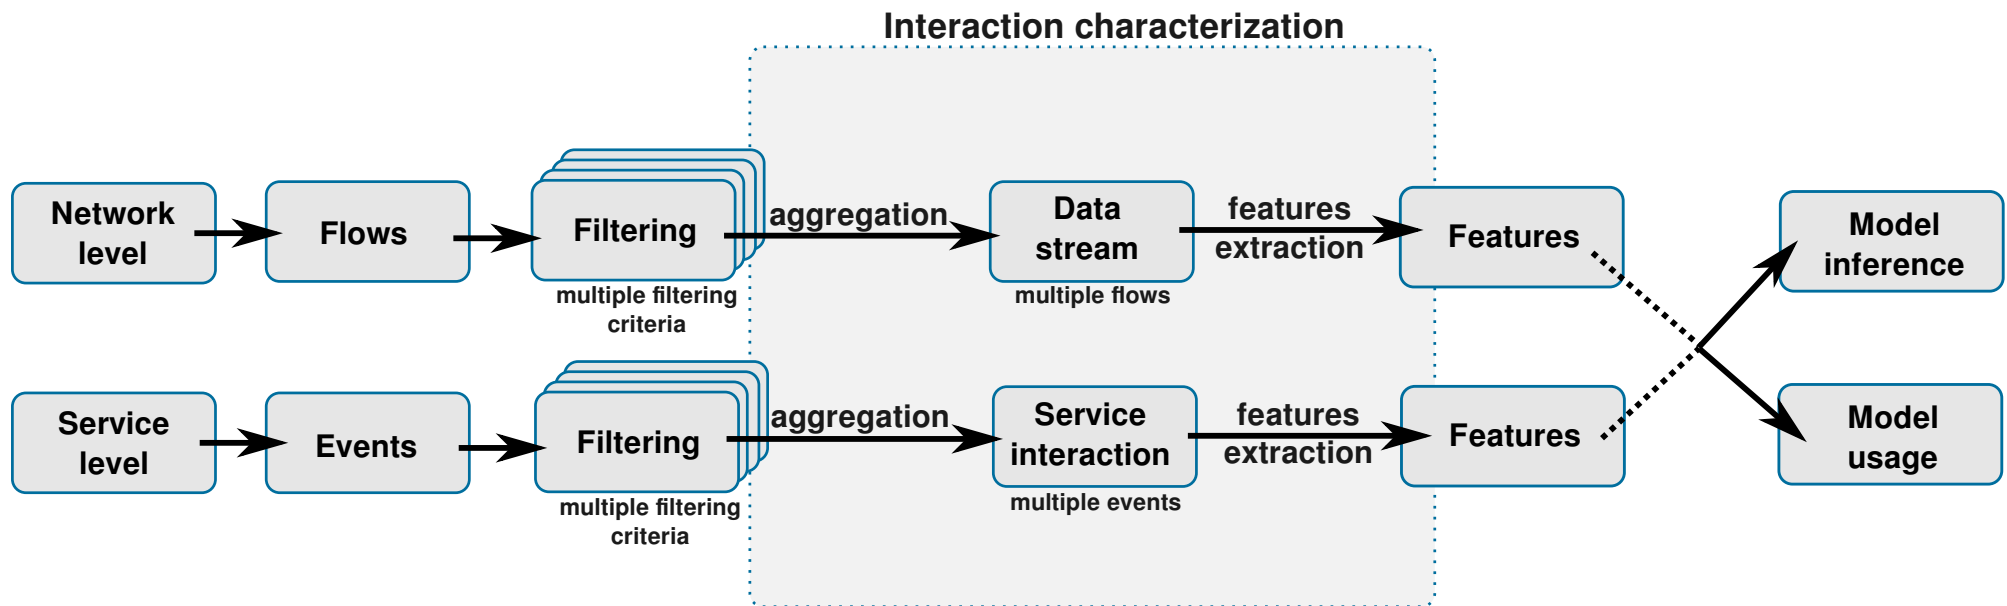 Interaction characterization
Network
level
Flows
Filtering
multiple filtering
criteria
aggregation
Data
stream
multiple flows
features
extraction
Features
Model
inference
Service
level
Events
Filtering
multiple filtering
criteria
aggregation
Service
interaction
multiple events
features
extraction
Features
Model
usage